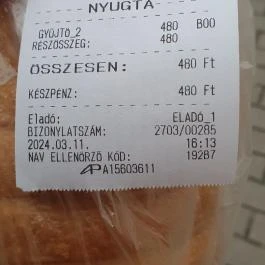 NYUGTA
GYŰJTŐ_2 480 B00
RÉSZÖSSZEG: 480
ÖSSZESEN: 480 Ft
KÉSZPÉNZ: 480 Ft
Eladó: ELADÓ_1
BIZONYLATSZÁM: 2703/00285
2024.03.11. 16:13
NAV ELLENŐRZŐ KÓD: 192B7
AP A15603611